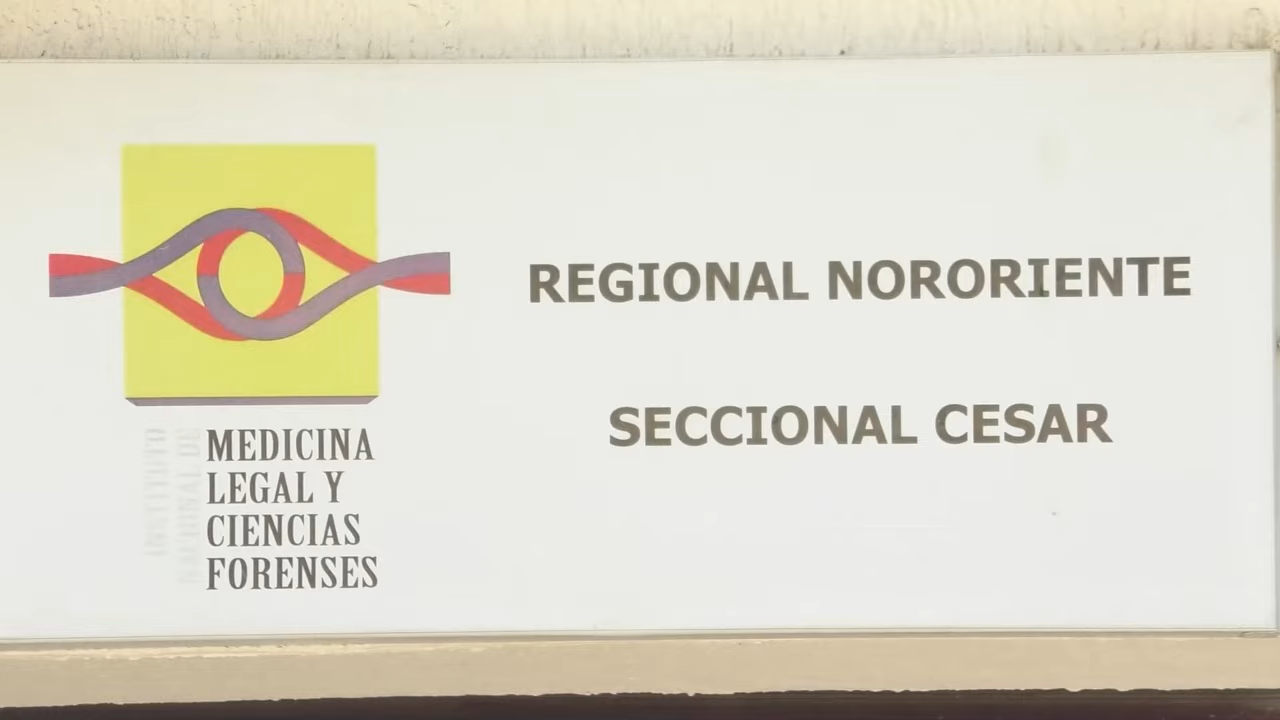 REGIONAL NORORIENTE
SECCIONAL CESAR
INSTITUTO
NACIONAL DE
MEDICINA
LEGAL Y
CIENCIAS
FORENSES